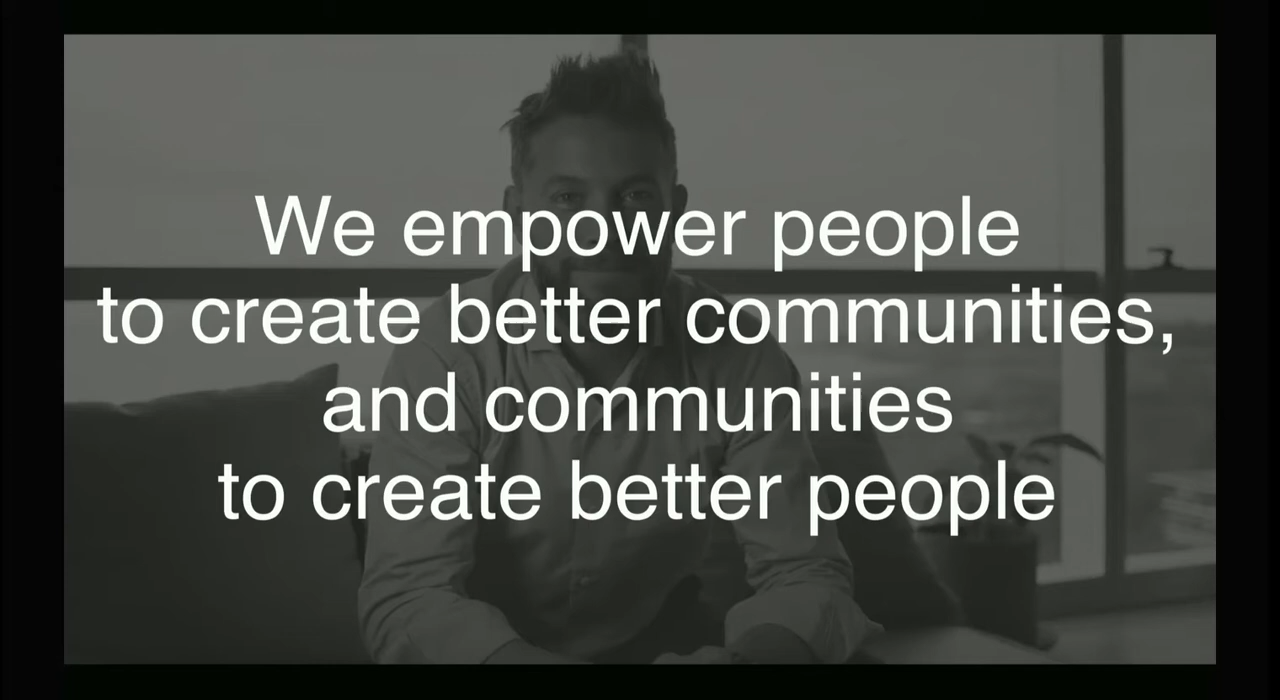 We empower people
to create better communities,
and communities
to create better people